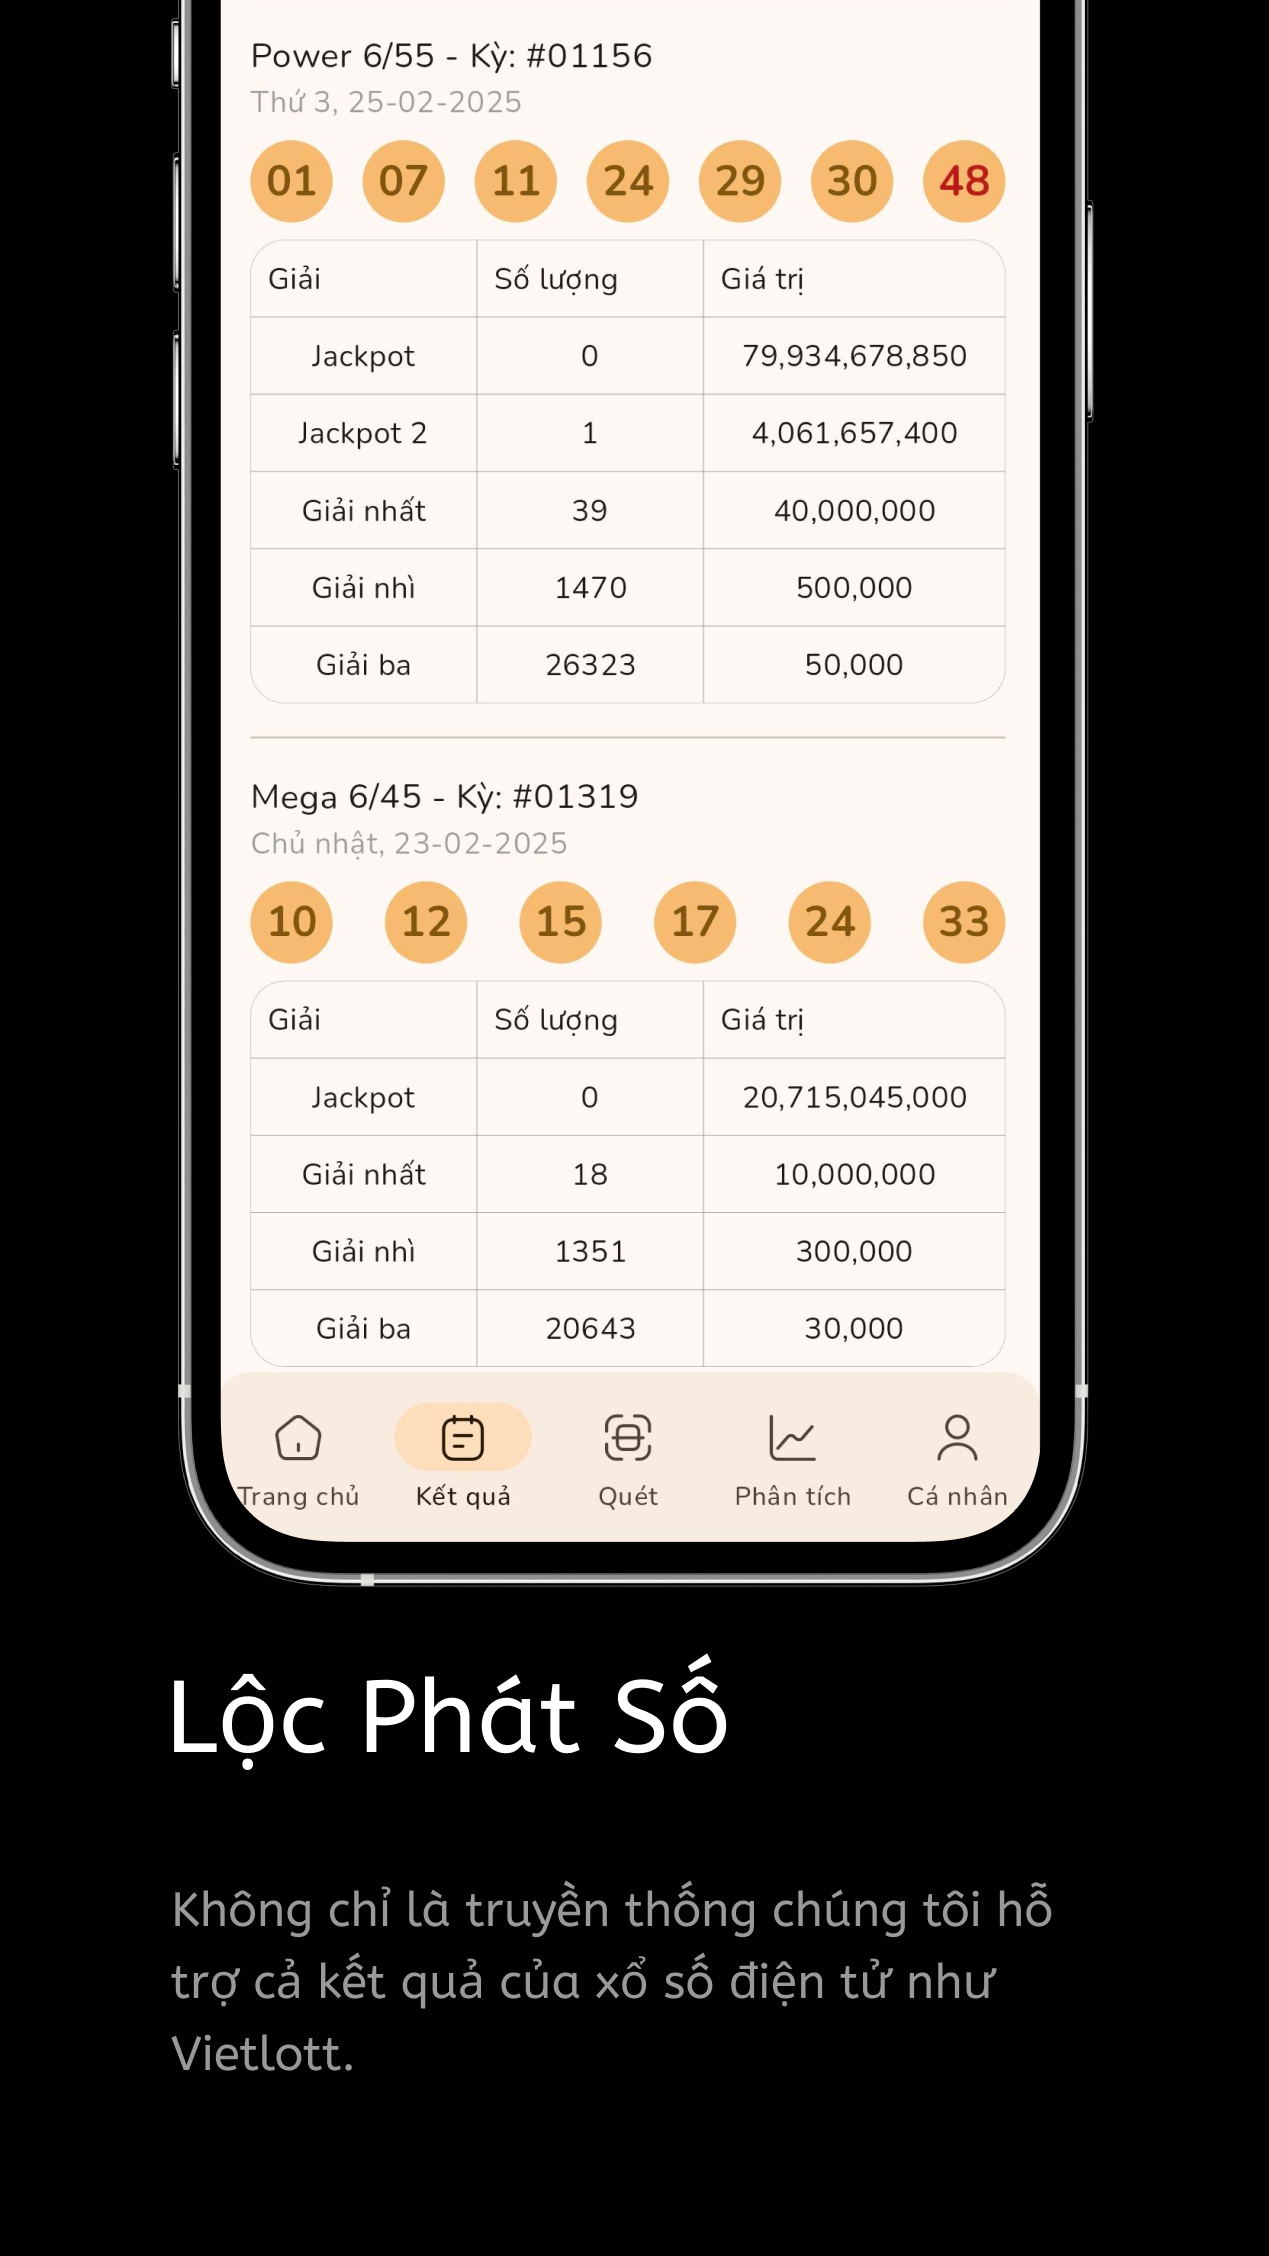 Power 6/55 - Kỳ: #01156
Thứ 3, 25-02-2025
01 07 11 24 29 30 48
Giải Số lượng Giá trị
Jackpot 0 79,934,678,850
Jackpot 2 1 4,061,657,400
Giải nhất 39 40,000,000
Giải nhì 1470 500,000
Giải ba 26323 50,000
Mega 6/45 - Kỳ: #01319
Chủ nhật, 23-02-2025
10 12 15 17 24 33
Giải Số lượng Giá trị
Jackpot 0 20,715,045,000
Giải nhất 18 10,000,000
Giải nhì 1351 300,000
Giải ba 20643 30,000
Trang chủ Kết quả Quét Phân tích Cá nhân
Lộc Phát Số
Không chỉ là truyền thống chúng tôi hỗ
trợ cả kết quả của xổ số điện tử như
Vietlott.